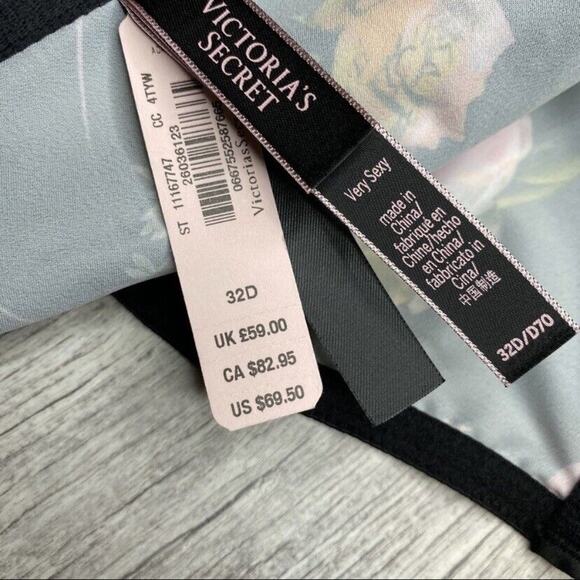 VICTORIA'S
SECRET
Very Sexy
made in
China/
fabriqué en
Chine/hecho
en China/
fabricato in
Cina/
中国制造
32D/D70
ST 11167747 CC 4TYW
26036123
32D
UK £59.00
CA $82.95
US $69.50